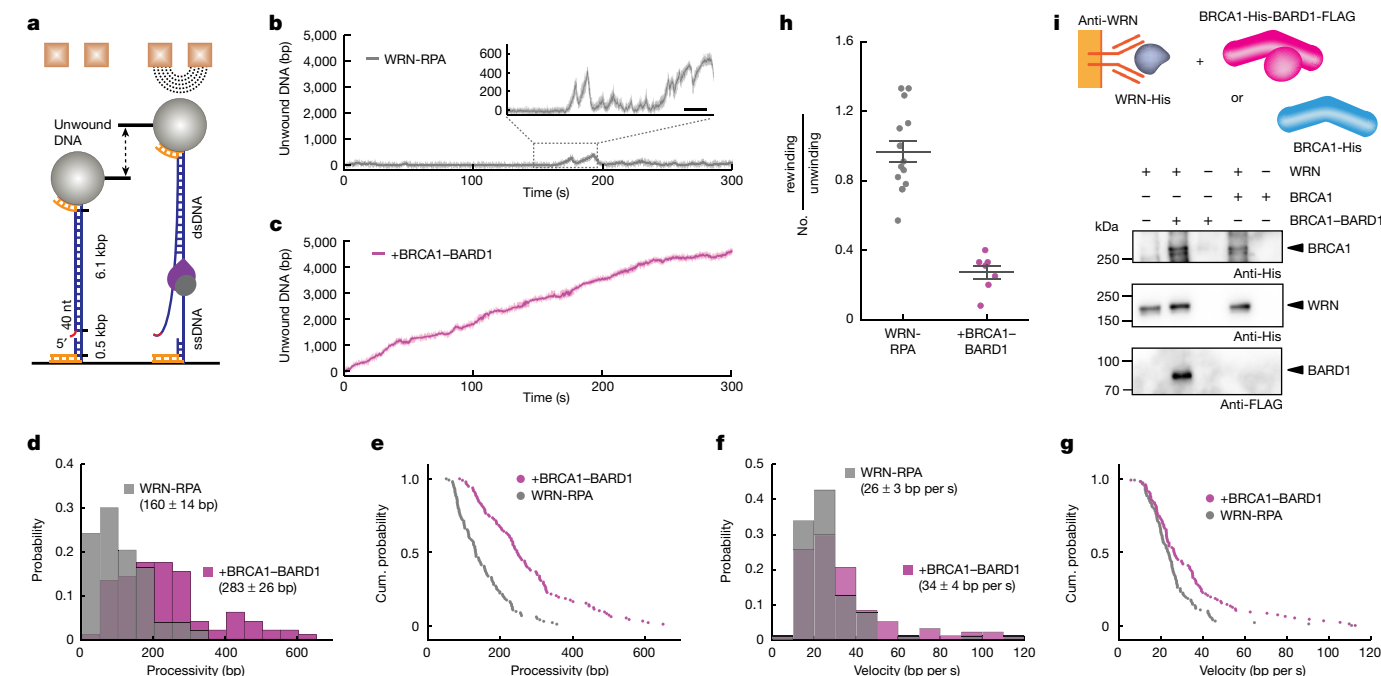 a
Unwound
DNA
6.1 kbp
40 nt
5′
0.5 kbp
dsDNA
ssDNA
b
Unwound DNA (bp)
5,000
4,000
3,000
2,000
1,000
0
WRN-RPA
600
400
200
0
0
100
200
300
Time (s)
c
Unwound DNA (bp)
5,000
4,000
3,000
2,000
1,000
0
+BRCA1–BARD1
0
100
200
300
Time (s)
h
No. rewinding
unwinding
1.6
1.2
0.8
0.4
0
WRN-
RPA
+BRCA1–
BARD1
i
Anti-WRN
BRCA1-His-BARD1-FLAG
+
WRN-His
or
BRCA1-His
+ + – + – WRN
– – – + + BRCA1
– + + – – BRCA1–BARD1
kDa
250
BRCA1
Anti-His
250
150
WRN
Anti-His
100
70
BARD1
Anti-FLAG
d
Probability
0.4
0.3
0.2
0.1
0
WRN-RPA
(160 ± 14 bp)
+BRCA1–BARD1
(283 ± 26 bp)
0 200 400 600
Processivity (bp)
e
Cum. probability
1.0
0.5
0
+BRCA1–BARD1
WRN-RPA
0 200 400 600
Processivity (bp)
f
Probability
0.5
0.4
0.3
0.2
0.1
0
WRN-RPA
(26 ± 3 bp per s)
+BRCA1–BARD1
(34 ± 4 bp per s)
0 20 40 60 80 100 120
Velocity (bp per s)
g
Cum. probability
1.0
0.5
0
+BRCA1–BARD1
WRN-RPA
0 20 40 60 80 100 120
Velocity (bp per s)